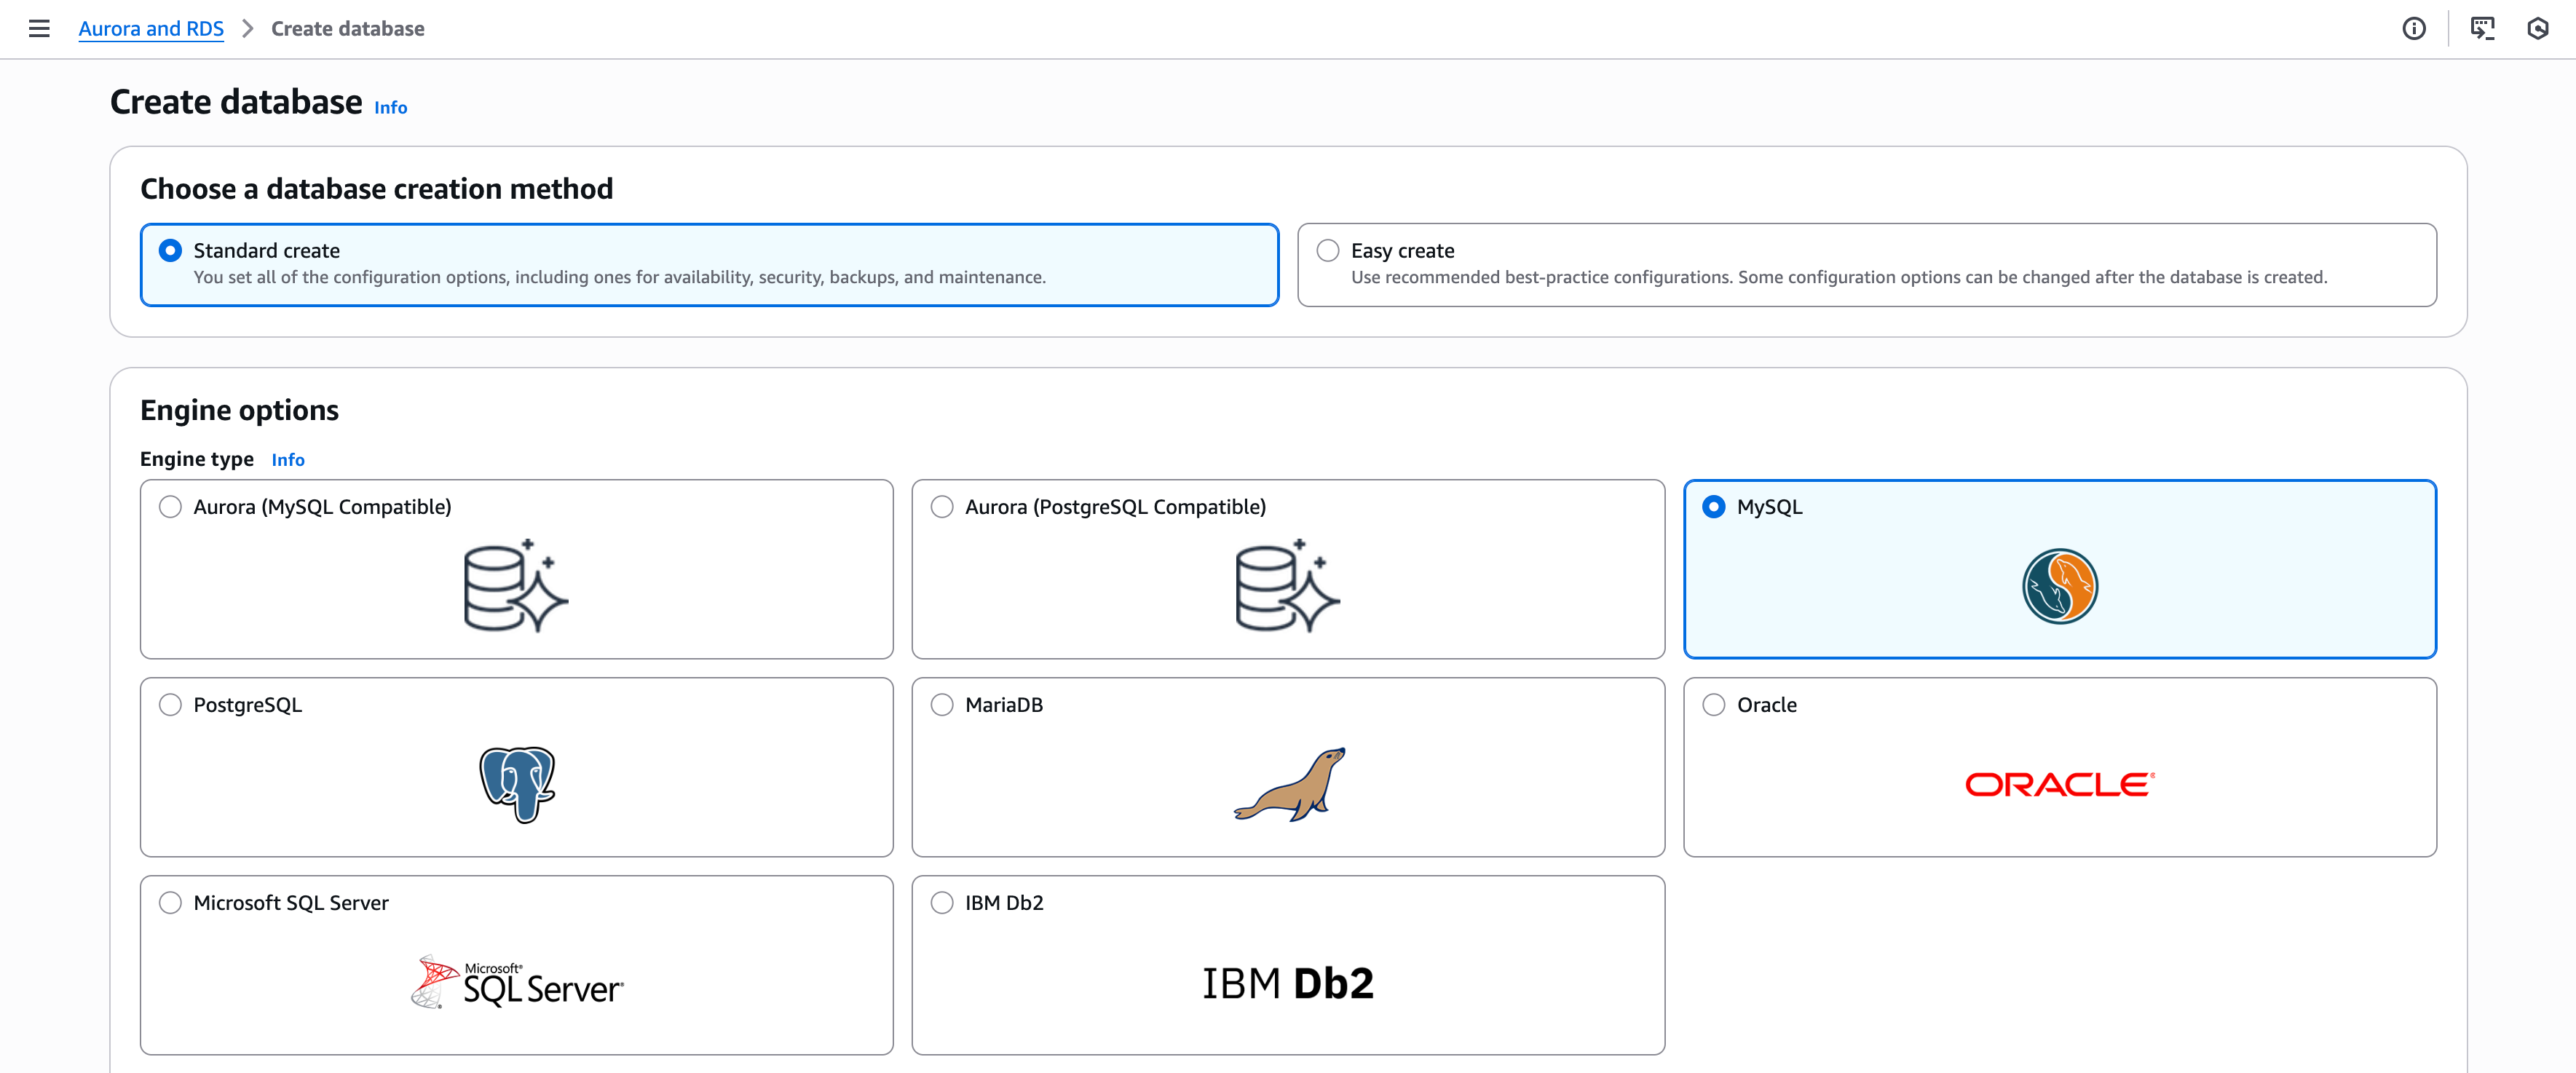 Aurora and RDS > Create database
Create database Info
Choose a database creation method
Standard create
You set all of the configuration options, including ones for availability, security, backups, and maintenance.
Easy create
Use recommended best-practice configurations. Some configuration options can be changed after the database is created.
Engine options
Engine type Info
Aurora (MySQL Compatible)
Aurora (PostgreSQL Compatible)
MySQL
PostgreSQL
MariaDB
Oracle
ORACLE®
Microsoft SQL Server
Microsoft®
SQL Server®
IBM Db2
IBM Db2